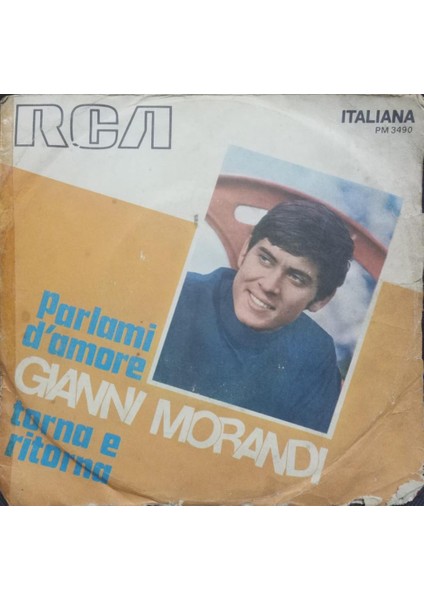 RCA
ITALIANA
PM 3490
Parlami
d'amore
GIANNI MORANDI
torna e
ritorna